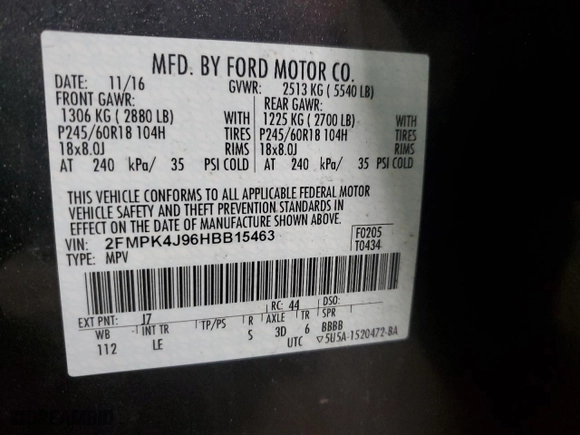 MFD. BY FORD MOTOR CO.
DATE: 11/16 GVWR: 2513 KG ( 5540 LB)
FRONT GAWR: REAR GAWR:
1306 KG ( 2880 LB) WITH 1225 KG ( 2700 LB) WITH
P245/60R18 104H TIRES P245/60R18 104H TIRES
18x8.0J RIMS 18x8.0J RIMS
AT 240 kPa/ 35 PSI COLD AT 240 kPa/ 35 PSI COLD
THIS VEHICLE CONFORMS TO ALL APPLICABLE FEDERAL MOTOR
VEHICLE SAFETY AND THEFT PREVENTION STANDARDS IN
EFFECT ON THE DATE OF MANUFACTURE SHOWN ABOVE.
VIN: 2FMPK4J96HBB15463 F0205
TYPE: MPV T0434
EXT PNT: J7 RC: 44 DSO:
WB INT TR TP/PS R AXLE TR SPR
112 LE S 3D 6 BBBB
UTC ▽5U5A-1520472-BA